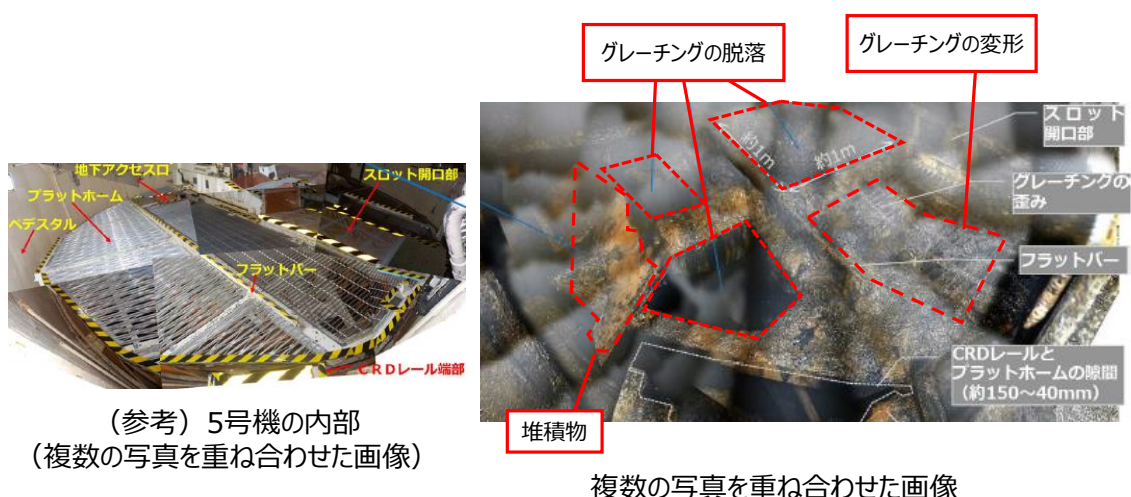 地下アクセス口
プラットホーム
スロット開口部
ペデスタル
フラットバー
CRDレール端部
（参考）5号機の内部
（複数の写真を重ね合わせた画像）
グレーチングの脱落
グレーチングの変形
スロット
開口部
約1m
約1m
グレーチングの
歪み
フラットバー
CRDレールと
プラットホームの隙間
（約150～40mm）
堆積物
複数の写真を重ね合わせた画像